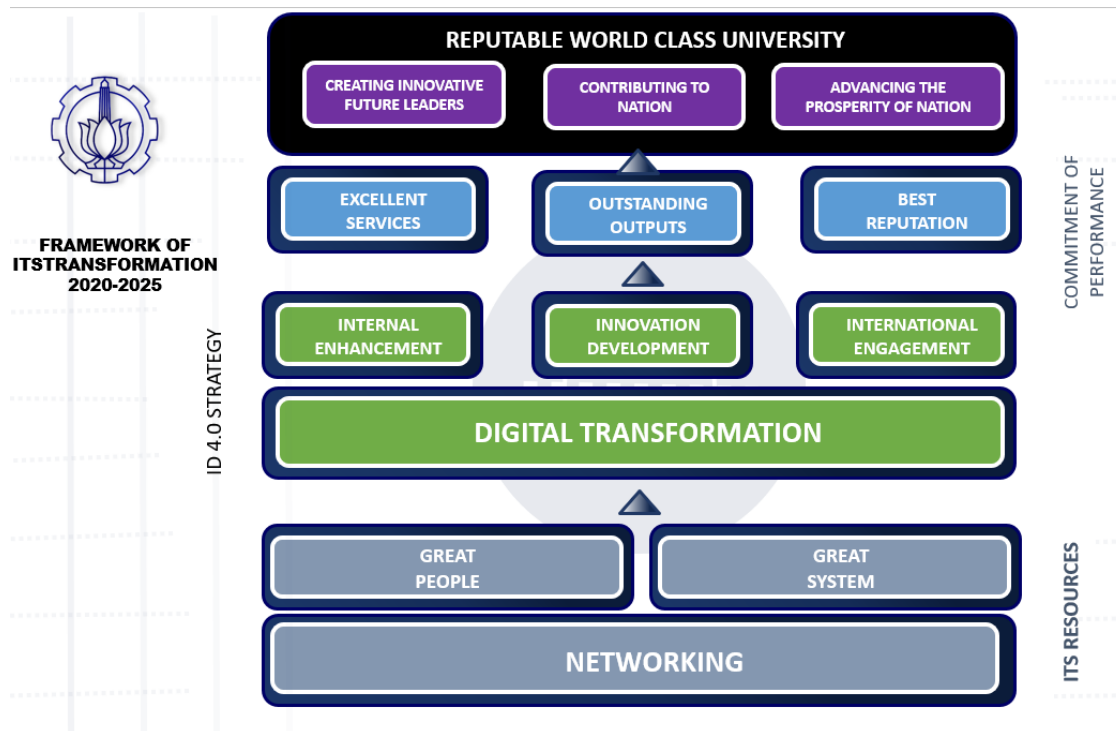 REPUTABLE WORLD CLASS UNIVERSITY
CREATING INNOVATIVE
FUTURE LEADERS
CONTRIBUTING TO
NATION
ADVANCING THE
PROSPERITY OF NATION
EXCELLENT
SERVICES
OUTSTANDING
OUTPUTS
BEST
REPUTATION
COMMITMENT OF
PERFORMANCE
FRAMEWORK OF
ITSTRANSFORMATION
2020-2025
INTERNAL
ENHANCEMENT
INNOVATION
DEVELOPMENT
INTERNATIONAL
ENGAGEMENT
ID 4.0 STRATEGY
DIGITAL TRANSFORMATION
GREAT
PEOPLE
GREAT
SYSTEM
ITS RESOURCES
NETWORKING